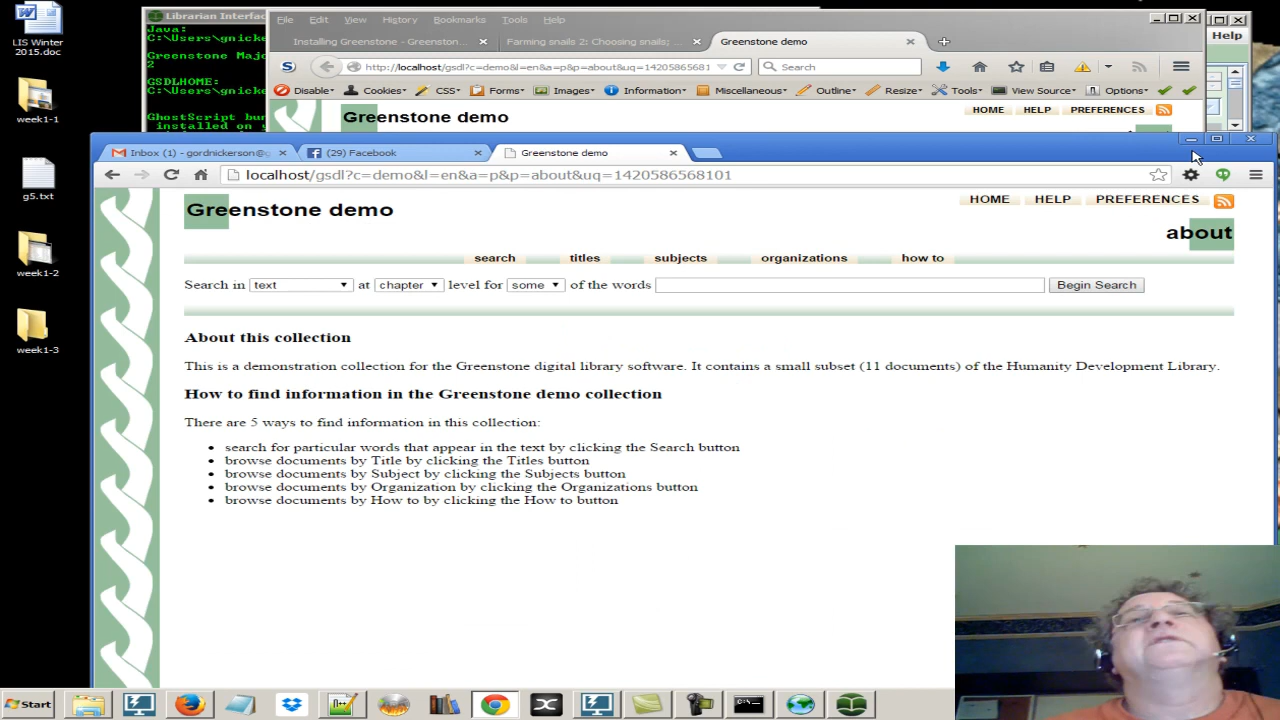 Librarian Interfac
Java:
C:\Users\gnicke
Greenstone Majo
2
GSDLHOME:
C:\Users\gnicke
GhostScript bun
installed on y
LIS Winter
2015.doc
week1-1
g5.txt
week1-2
week1-3
File Edit View History Bookmarks Tools Help
Help
Installing Greenstone - Greenston...
Farming snails 2: Choosing snails; ...
Greenstone demo
http://localhost/gsdl?c=demo&l=en&a=p&p=about&uq=14205865681
Search
Disable Cookies CSS Forms Images Information Miscellaneous Outline Resize Tools View Source Options
HOME HELP PREFERENCES
Greenstone demo
Inbox (1) - gordnickerson@g
(29) Facebook
Greenstone demo
localhost/gsdl?c=demo&l=en&a=p&p=about&uq=1420586568101
HOME HELP PREFERENCES
Greenstone demo
about
search titles subjects organizations how to
Search in text at chapter level for some of the words Begin Search
About this collection
This is a demonstration collection for the Greenstone digital library software. It contains a small subset (11 documents) of the Humanity Development Library.
How to find information in the Greenstone demo collection
There are 5 ways to find information in this collection:
• search for particular words that appear in the text by clicking the Search button
• browse documents by Title by clicking the Titles button
• browse documents by Subject by clicking the Subjects button
• browse documents by Organization by clicking the Organizations button
• browse documents by How to by clicking the How to button
Start